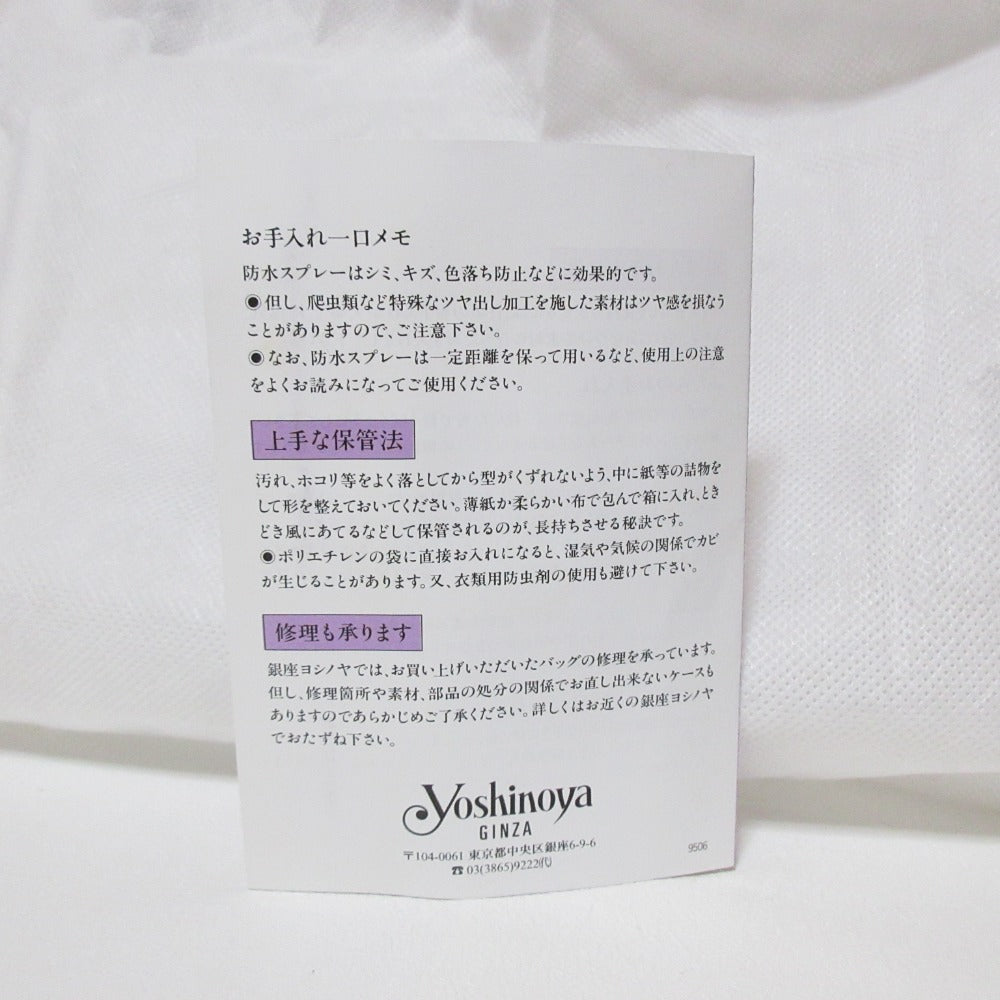 お手入れ一口メモ
防水スプレーはシミ、キズ、色落ち防止などに効果的です。
◉但し、爬虫類など特殊なツヤ出し加工を施した素材はツヤ感を損なう
ことがありますので、ご注意下さい。
◉なお、防水スプレーは一定距離を保って用いるなど、使用上の注意
をよくお読みになってご使用ください。
上手な保管法
汚れ、ホコリ等をよく落としてから型がくずれないよう、中に紙等の詰物を
して形を整えておいてください。薄紙か柔らかい布で包んで箱に入れ、とき
どき風にあてるなどして保管されるのが、長持ちさせる秘訣です。
◉ポリエチレンの袋に直接お入れになると、湿気や気候の関係でカビ
が生じることがあります。又、衣類用防虫剤の使用も避けて下さい。
修理も承ります
銀座ヨシノヤでは、お買い上げいただいたバッグの修理を承っています。
但し、修理箇所や素材、部品の処分の関係でお直し出来ないケースも
ありますのであらかじめご了承ください。詳しくはお近くの銀座ヨシノヤ
でおたずね下さい。
Yoshinoya
GINZA
〒104-0061 東京都中央区銀座6-9-6
☎03(3865)9222㈹
9506